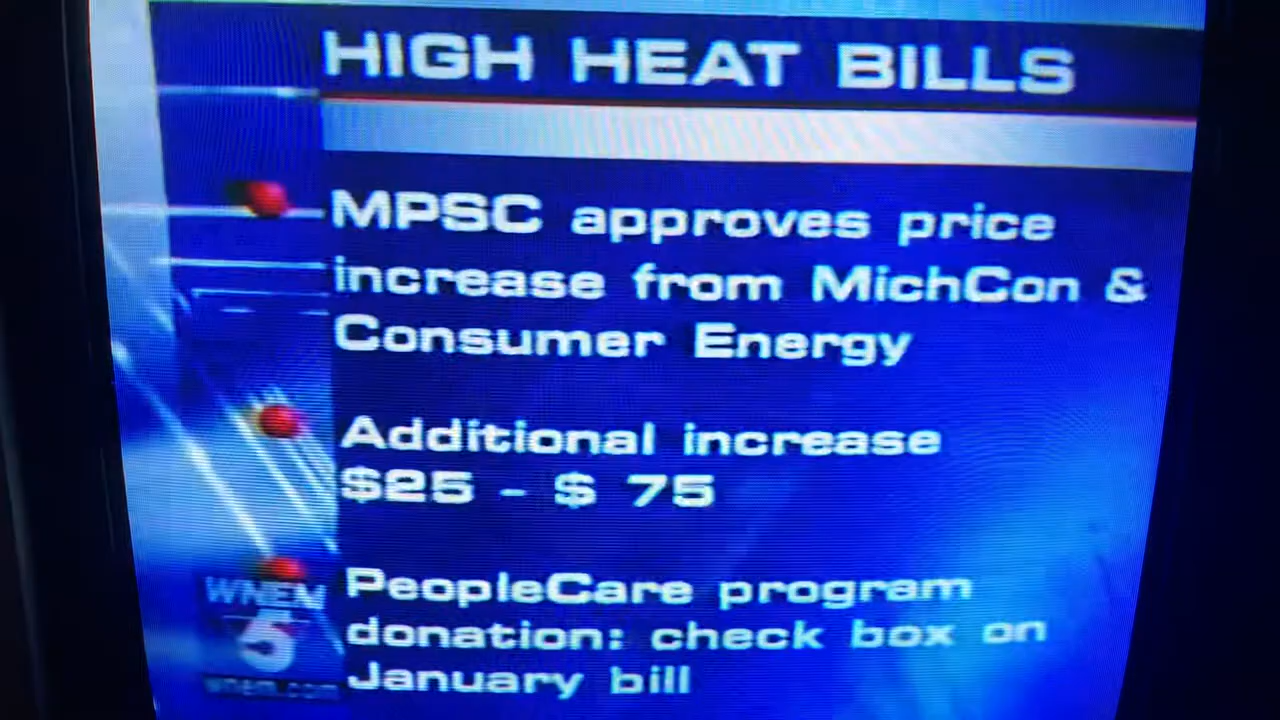 HIGH HEAT BILLS
MPSC approves price
increase from MichCon &
Consumer Energy
Additional increase
$25 - $ 75
PeopleCare program
donation: check box on
January bill
WNEM
5
wnem.com